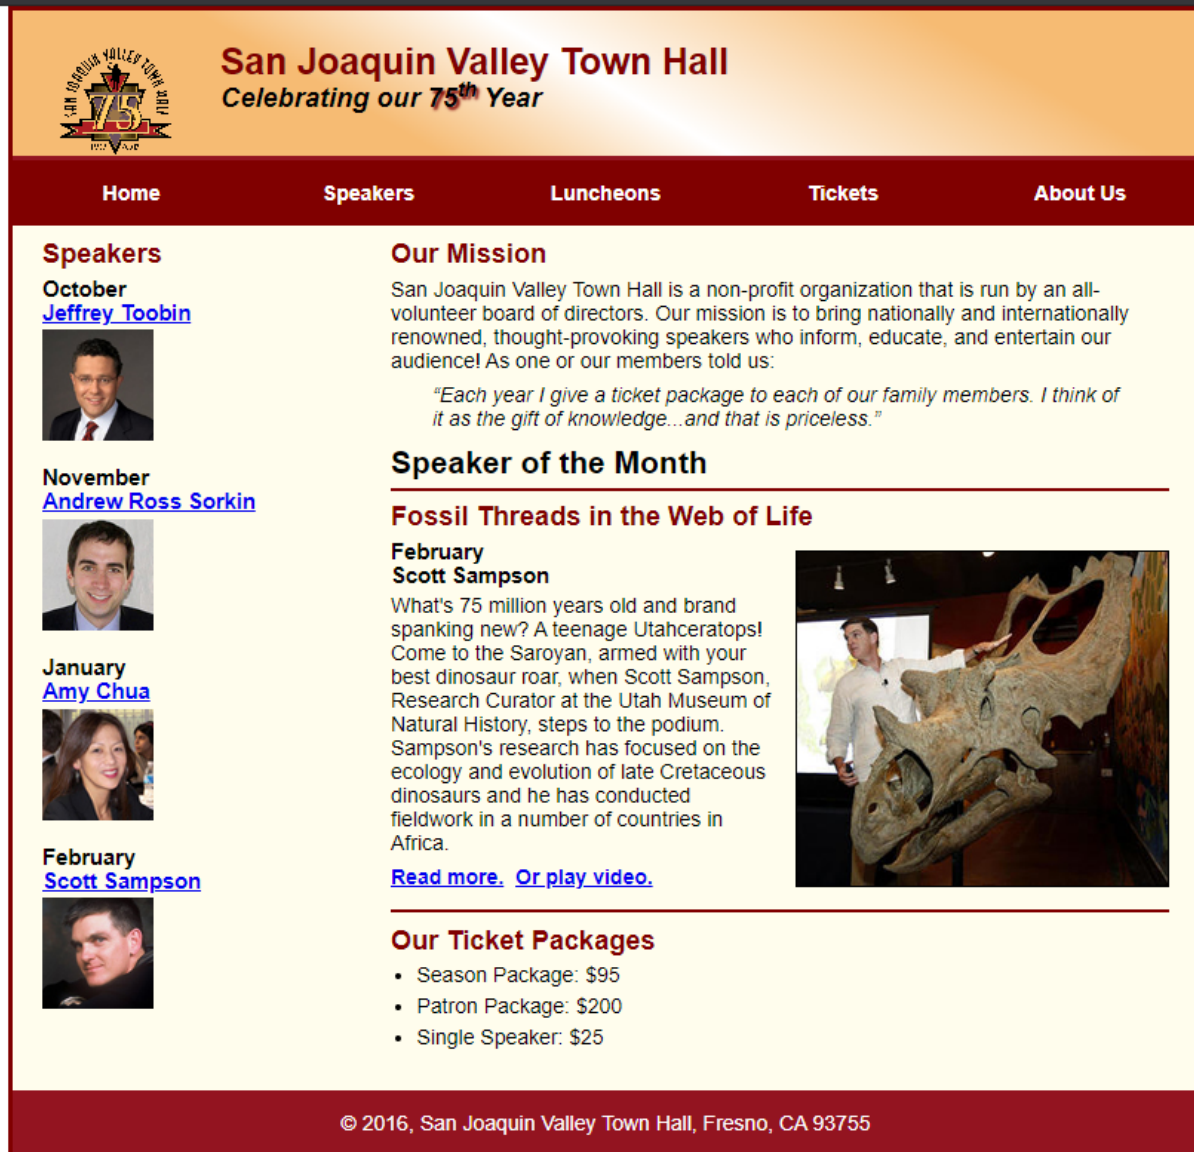 SAN JOAQUIN VALLEY TOWN HALL
75
San Joaquin Valley Town Hall
Celebrating our 75th Year
Home Speakers Luncheons Tickets About Us
Speakers
October
Jeffrey Toobin
November
Andrew Ross Sorkin
January
Amy Chua
February
Scott Sampson
Our Mission
San Joaquin Valley Town Hall is a non-profit organization that is run by an all-
volunteer board of directors. Our mission is to bring nationally and internationally
renowned, thought-provoking speakers who inform, educate, and entertain our
audience! As one or our members told us:
“Each year I give a ticket package to each of our family members. I think of
it as the gift of knowledge...and that is priceless.”
Speaker of the Month
Fossil Threads in the Web of Life
February
Scott Sampson
What's 75 million years old and brand
spanking new? A teenage Utahceratops!
Come to the Saroyan, armed with your
best dinosaur roar, when Scott Sampson,
Research Curator at the Utah Museum of
Natural History, steps to the podium.
Sampson's research has focused on the
ecology and evolution of late Cretaceous
dinosaurs and he has conducted
fieldwork in a number of countries in
Africa.
Read more. Or play video.
Our Ticket Packages
• Season Package: $95
• Patron Package: $200
• Single Speaker: $25
© 2016, San Joaquin Valley Town Hall, Fresno, CA 93755